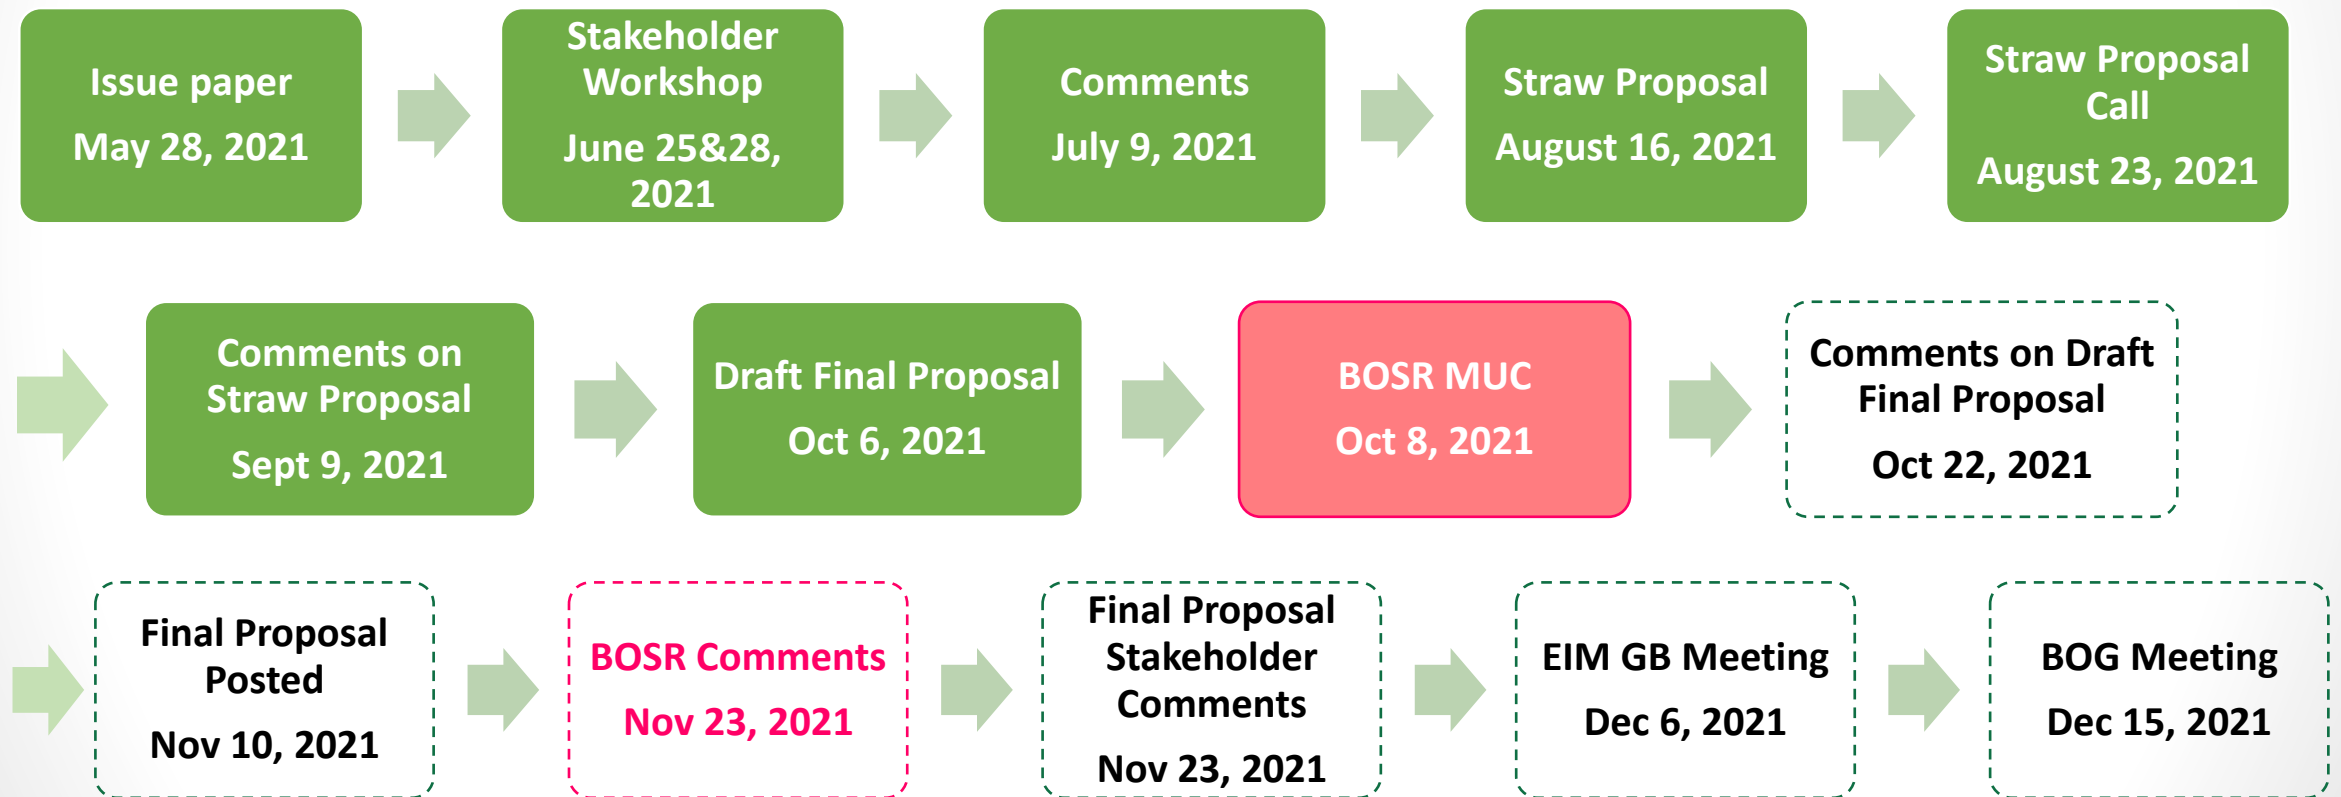 Issue paper
May 28, 2021
Stakeholder
Workshop
June 25&28,
2021
Comments
July 9, 2021
Straw Proposal
August 16, 2021
Straw Proposal
Call
August 23, 2021
Comments on
Straw Proposal
Sept 9, 2021
Draft Final Proposal
Oct 6, 2021
BOSR MUC
Oct 8, 2021
Comments on Draft
Final Proposal
Oct 22, 2021
Final Proposal
Posted
Nov 10, 2021
BOSR Comments
Nov 23, 2021
Final Proposal
Stakeholder
Comments
Nov 23, 2021
EIM GB Meeting
Dec 6, 2021
BOG Meeting
Dec 15, 2021